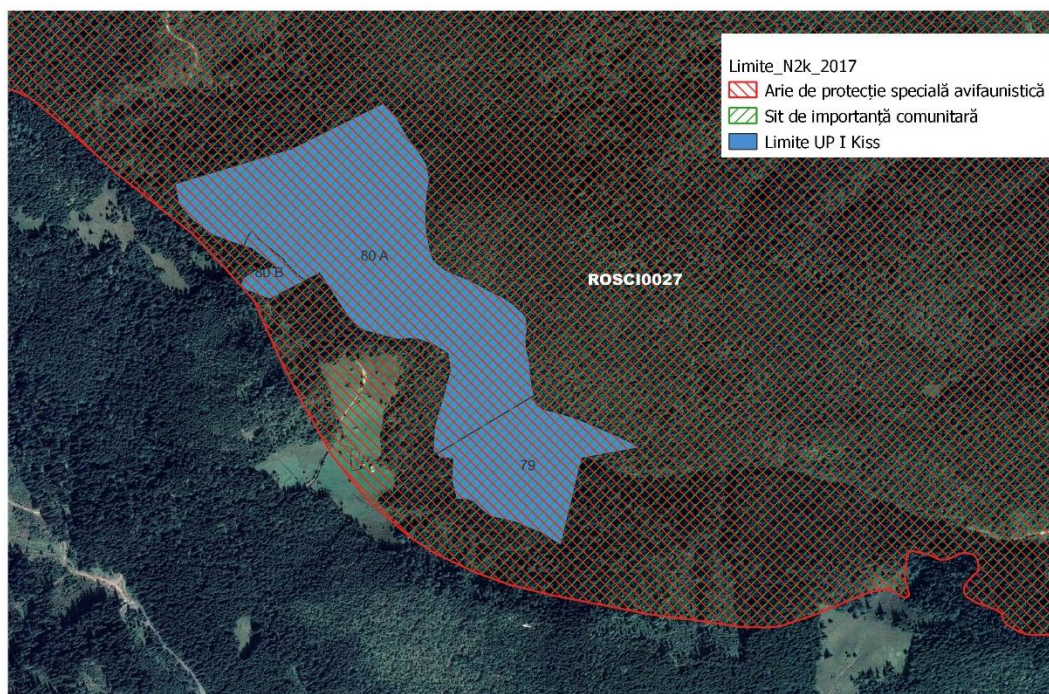 Limite_N2k_2017
Arie de protecție specială avifaunistică
Sit de importanță comunitară
Limite UP I Kiss
80 A
80 B
ROSCI0027
79